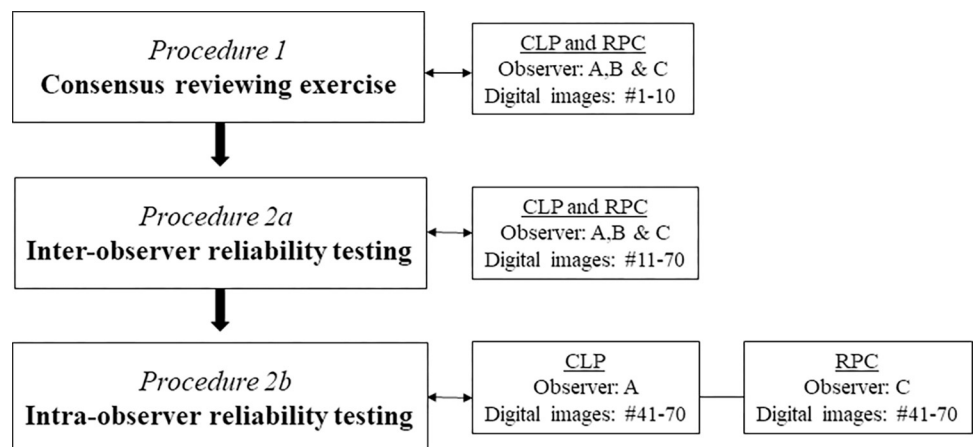 Procedure 1
Consensus reviewing exercise
CLP and RPC
Observer: A,B & C
Digital images: #1-10
Procedure 2a
Inter-observer reliability testing
CLP and RPC
Observer: A,B & C
Digital images: #11-70
Procedure 2b
Intra-observer reliability testing
CLP
Observer: A
Digital images: #41-70
RPC
Observer: C
Digital images: #41-70